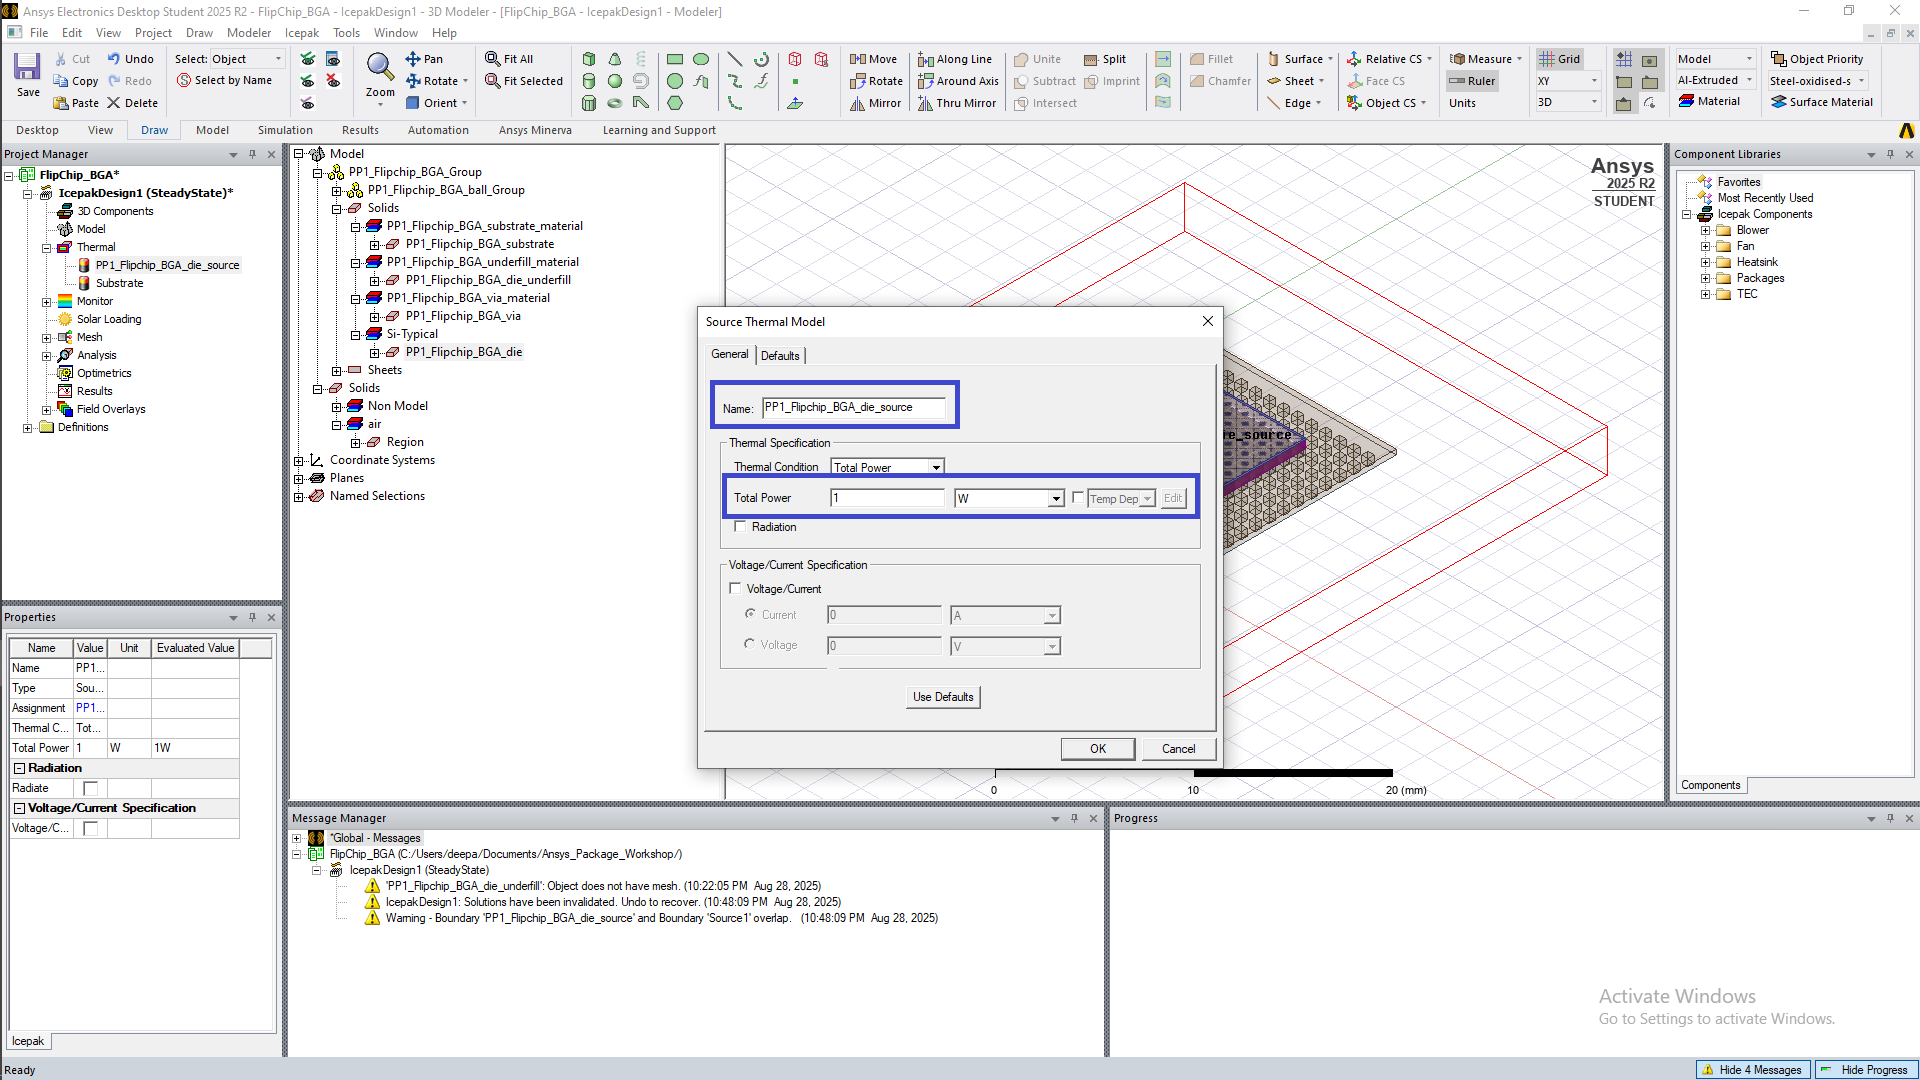 Ansys Electronics Desktop Student 2025 R2 - FlipChip_BGA - IcepakDesign1 - 3D Modeler - [FlipChip_BGA - IcepakDesign1 - Modeler]
File Edit View Project Draw Modeler Icepak Tools Window Help
Save
Cut
Copy
Paste
Undo
Redo
Delete
Select: Object
Select by Name
Zoom
Pan
Rotate
Orient
Fit All
Fit Selected
Move
Rotate
Mirror
Along Line
Around Axis
Thru Mirror
Unite
Subtract
Intersect
Split
Imprint
Fillet
Chamfer
Surface
Sheet
Edge
Relative CS
Face CS
Object CS
Measure
Ruler
Units
Grid
XY
3D
Model
Al-Extruded
Material
Object Priority
Steel-oxidised-s
Surface Material
Desktop View Draw Model Simulation Results Automation Ansys Minerva Learning and Support
Project Manager
FlipChip_BGA*
IcepakDesign1 (SteadyState)*
3D Components
Model
Thermal
PP1_Flipchip_BGA_die_source
Substrate
Monitor
Solar Loading
Mesh
Analysis
Optimetrics
Results
Field Overlays
Definitions
Model
PP1_Flipchip_BGA_Group
PP1_Flipchip_BGA_ball_Group
Solids
PP1_Flipchip_BGA_substrate_material
PP1_Flipchip_BGA_substrate
PP1_Flipchip_BGA_underfill_material
PP1_Flipchip_BGA_die_underfill
PP1_Flipchip_BGA_via_material
PP1_Flipchip_BGA_via
Si-Typical
PP1_Flipchip_BGA_die
Sheets
Solids
Non Model
air
Region
Coordinate Systems
Planes
Named Selections
Ansys
2025 R2
STUDENT
Source Thermal Model
General Defaults
Name: PP1_Flipchip_BGA_die_source
Thermal Specification
Thermal Condition Total Power
Total Power 1 W Temp Dep Edit
Radiation
Voltage/Current Specification
Voltage/Current
Current 0 A
Voltage 0 V
Use Defaults
OK Cancel
_source
0 10 20 (mm)
Component Libraries
Favorites
Most Recently Used
Icepak Components
Blower
Fan
Heatsink
Packages
TEC
Components
Properties
Name Value Unit Evaluated Value
Name PP1...
Type Sou...
Assignment PP1...
Thermal C... Tot...
Total Power 1 W 1W
Radiation
Radiate
Voltage/Current Specification
Voltage/C...
Icepak
Message Manager
*Global - Messages
FlipChip_BGA (C:/Users/deepa/Documents/Ansys_Package_Workshop/)
IcepakDesign1 (SteadyState)
'PP1_Flipchip_BGA_die_underfill': Object does not have mesh. (10:22:05 PM Aug 28, 2025)
IcepakDesign1: Solutions have been invalidated. Undo to recover. (10:48:09 PM Aug 28, 2025)
Warning - Boundary 'PP1_Flipchip_BGA_die_source' and Boundary 'Source1' overlap. (10:48:09 PM Aug 28, 2025)
Progress
Activate Windows
Go to Settings to activate Windows.
Ready
Hide 4 Messages
Hide Progress